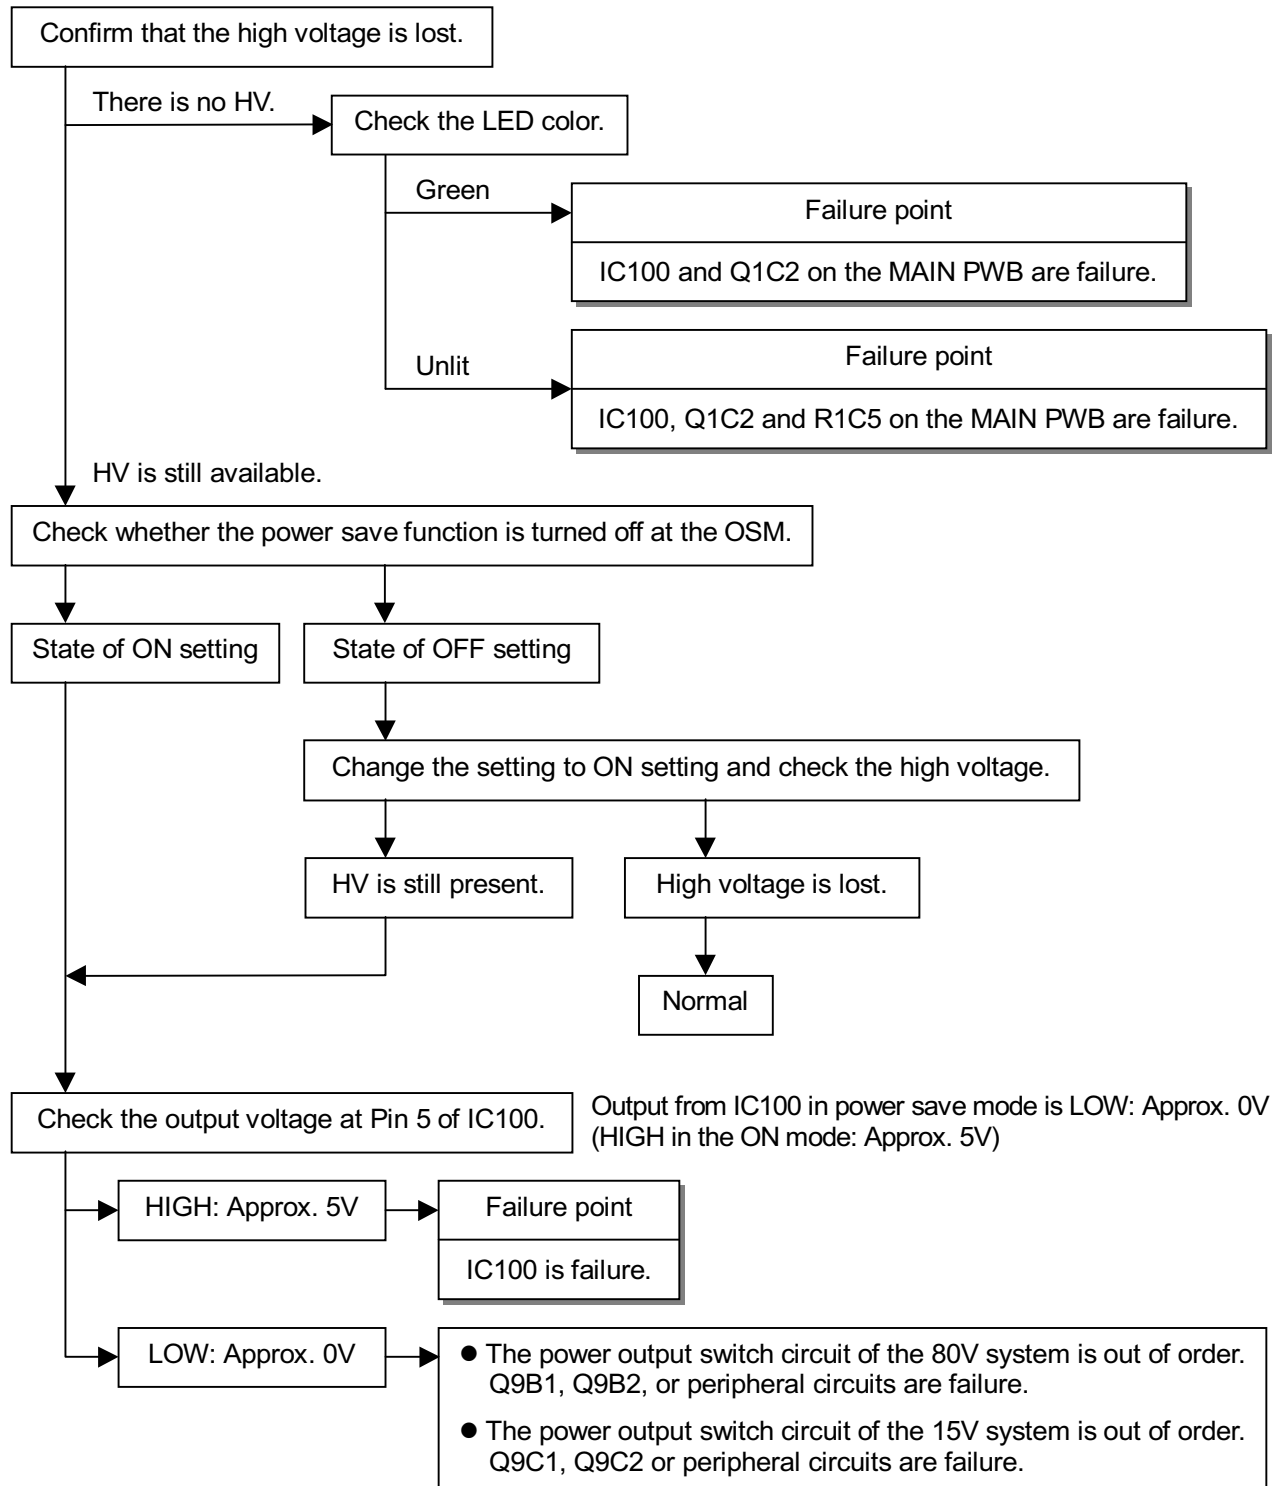 Confirm that the high voltage is lost.
There is no HV.
Check the LED color.
Green
Failure point
IC100 and Q1C2 on the MAIN PWB are failure.
Unlit
Failure point
IC100, Q1C2 and R1C5 on the MAIN PWB are failure.
HV is still available.
Check whether the power save function is turned off at the OSM.
State of ON setting
State of OFF setting
Change the setting to ON setting and check the high voltage.
HV is still present.
High voltage is lost.
Normal
Check the output voltage at Pin 5 of IC100.
Output from IC100 in power save mode is LOW: Approx. 0V
(HIGH in the ON mode: Approx. 5V)
HIGH: Approx. 5V
Failure point
IC100 is failure.
LOW: Approx. 0V
● The power output switch circuit of the 80V system is out of order.
Q9B1, Q9B2, or peripheral circuits are failure.
● The power output switch circuit of the 15V system is out of order.
Q9C1, Q9C2 or peripheral circuits are failure.